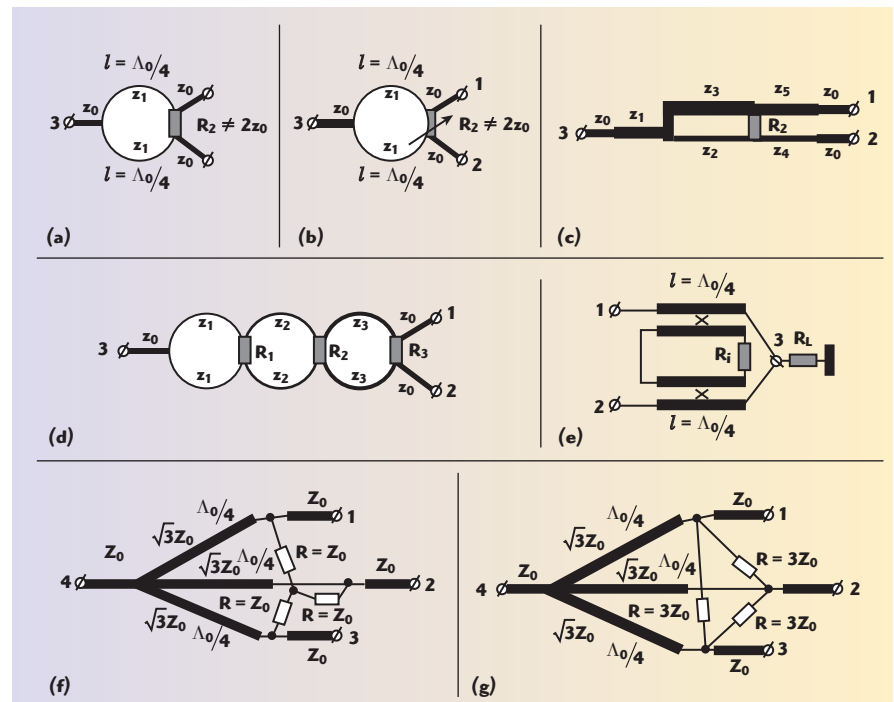 l = Λ₀/4
z₁
z₀
3
z₀
R₂ ≠ 2z₀
z₁
z₀
l = Λ₀/4
(a)
l = Λ₀/4
z₁
z₀
1
3
z₀
R₂ ≠ 2z₀
z₁
z₀
2
l = Λ₀/4
(b)
z₃
z₅
z₀
1
3
z₀
z₁
R₂
2
z₂
z₄
z₀
(c)
z₁
z₂
z₃
z₀
1
3
z₀
R₁
R₂
R₃
z₁
z₂
z₃
z₀
2
(d)
l = Λ₀/4
1
3
R_L
R_i
2
l = Λ₀/4
(e)
Z₀
1
Λ₀/4
√3Z₀
R = Z₀
Z₀
√3Z₀
Λ₀/4
Z₀
4
2
R = Z₀
R = Z₀
√3Z₀
Λ₀/4
3
Z₀
(f)
Z₀
1
Λ₀/4
√3Z₀
R = 3Z₀
Z₀
√3Z₀
Λ₀/4
Z₀
4
2
R = 3Z₀
R = 3Z₀
√3Z₀
Λ₀/4
3
Z₀
(g)